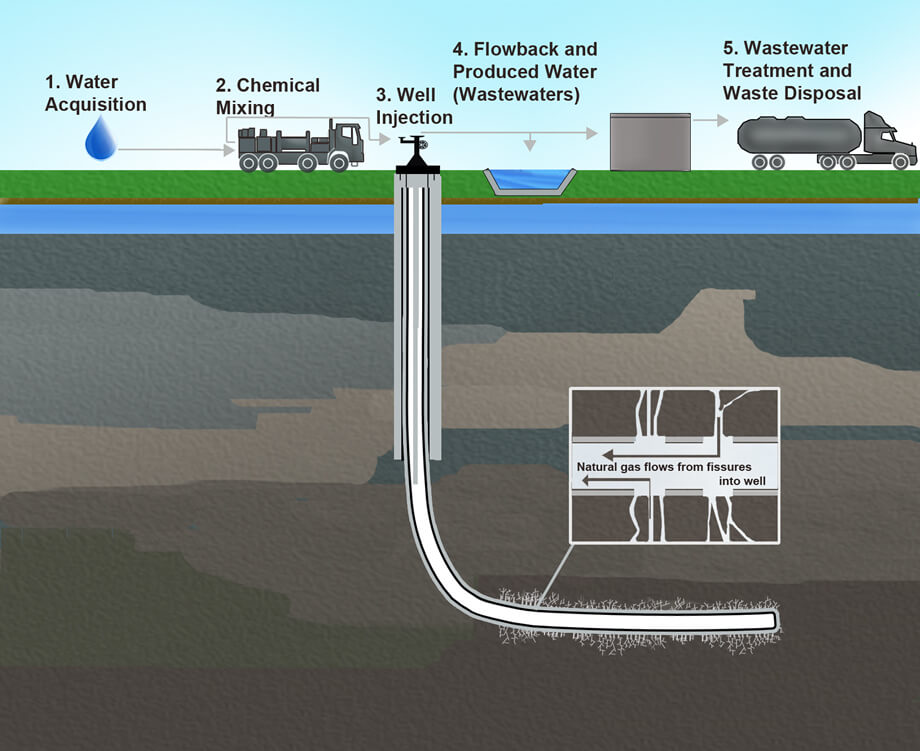 1. Water
Acquisition
2. Chemical
Mixing
3. Well
Injection
4. Flowback and
Produced Water
(Wastewaters)
5. Wastewater
Treatment and
Waste Disposal
Natural gas flows from fissures
into well